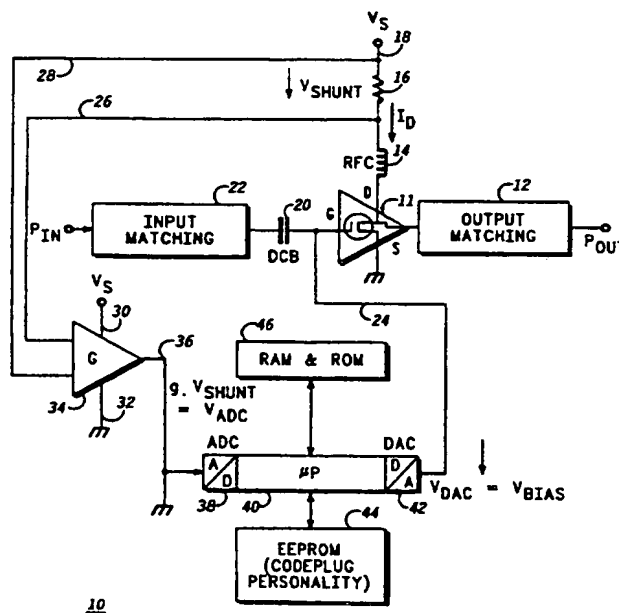 V_S
18
28
V_SHUNT
16
26
I_D
RFC
14
D
11
12
22
20
G
P_IN
INPUT
MATCHING
DCB
S
OUTPUT
MATCHING
P_OUT
V_S
30
24
46
36
RAM & ROM
G
g. V_SHUNT
= V_ADC
34
32
ADC
DAC
A
D
μP
D
A
V_DAC = V_BIAS
38
40
42
44
EEPROM
(CODEPLUG
PERSONALITY)
10